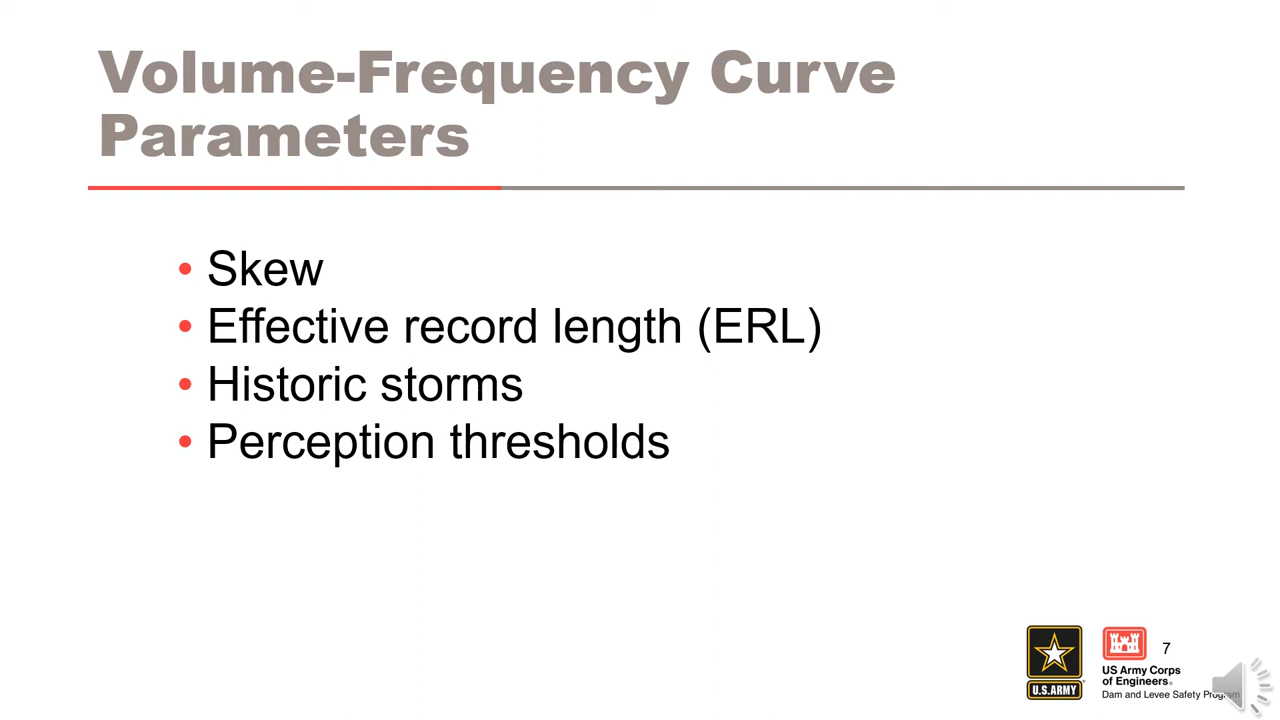 Volume-Frequency Curve
Parameters
• Skew
• Effective record length (ERL)
• Historic storms
• Perception thresholds
U.S.ARMY
7
US Army Corps
of Engineers®
Dam and Levee Safety Program